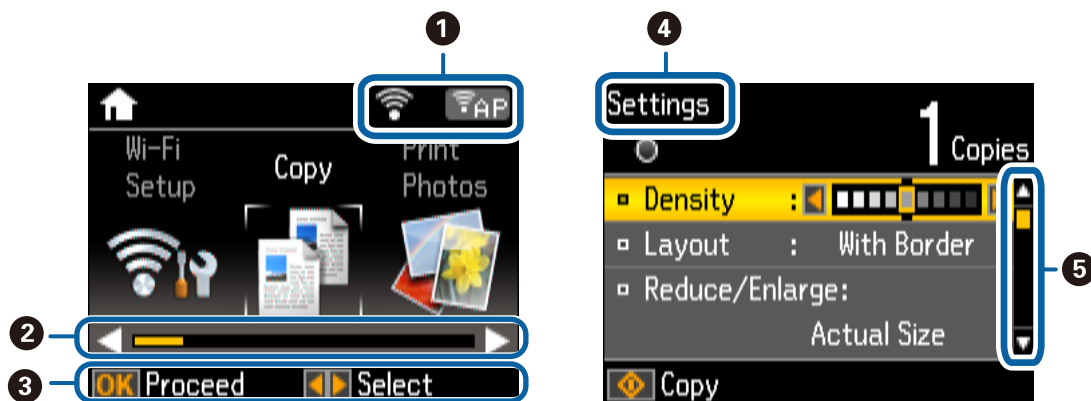 1
4
AP
Wi-Fi
Setup
Copy
Print
Photos
2
3
OK Proceed
Select
Settings
1 Copies
Density :
Layout : With Border
Reduce/Enlarge:
Actual Size
5
Copy